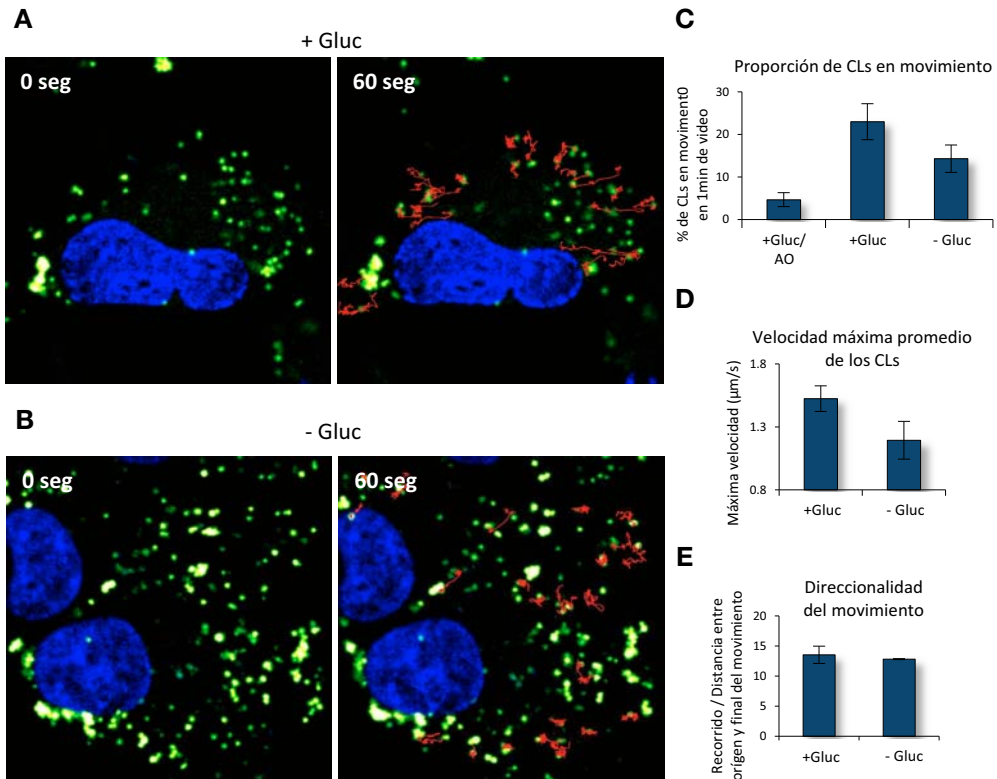 A
+ Gluc
0 seg
60 seg
B
- Gluc
0 seg
60 seg
C
Proporción de CLs en movimiento
% de CLs en moviment0
en 1min de video
30
20
10
0
+Gluc/
AO
+Gluc
- Gluc
D
Velocidad máxima promedio
de los CLs
Máxima velocidad (µm/s)
1.8
1.3
0.8
+Gluc
- Gluc
E
Direccionalidad
del movimiento
Recorrido / Distancia entre
orígen y final del movimiento
20
15
10
5
0
+Gluc
- Gluc